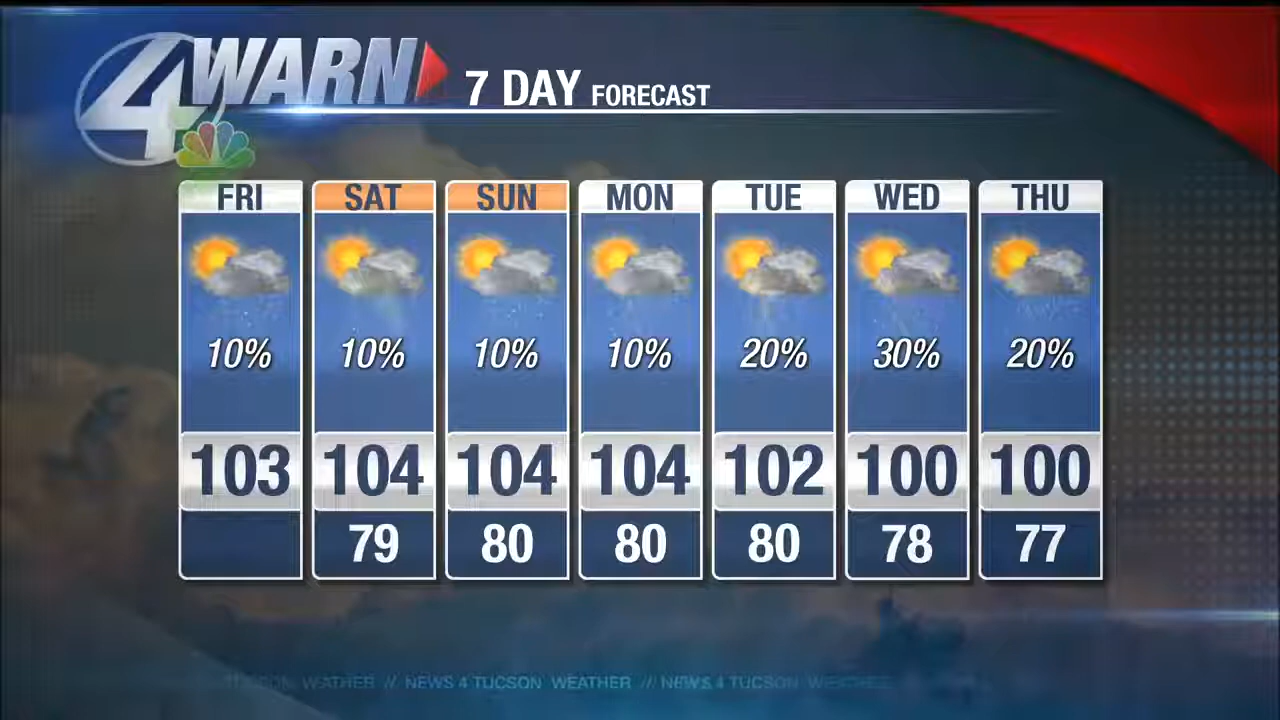 4WARN
7 DAY FORECAST
FRI SAT SUN MON TUE WED THU
10% 10% 10% 10% 20% 30% 20%
103 104 104 104 102 100 100
79 80 80 80 78 77
TUCSON WEATHER // NEWS 4 TUCSON WEATHER // NEWS 4 TUCSON WEATHER